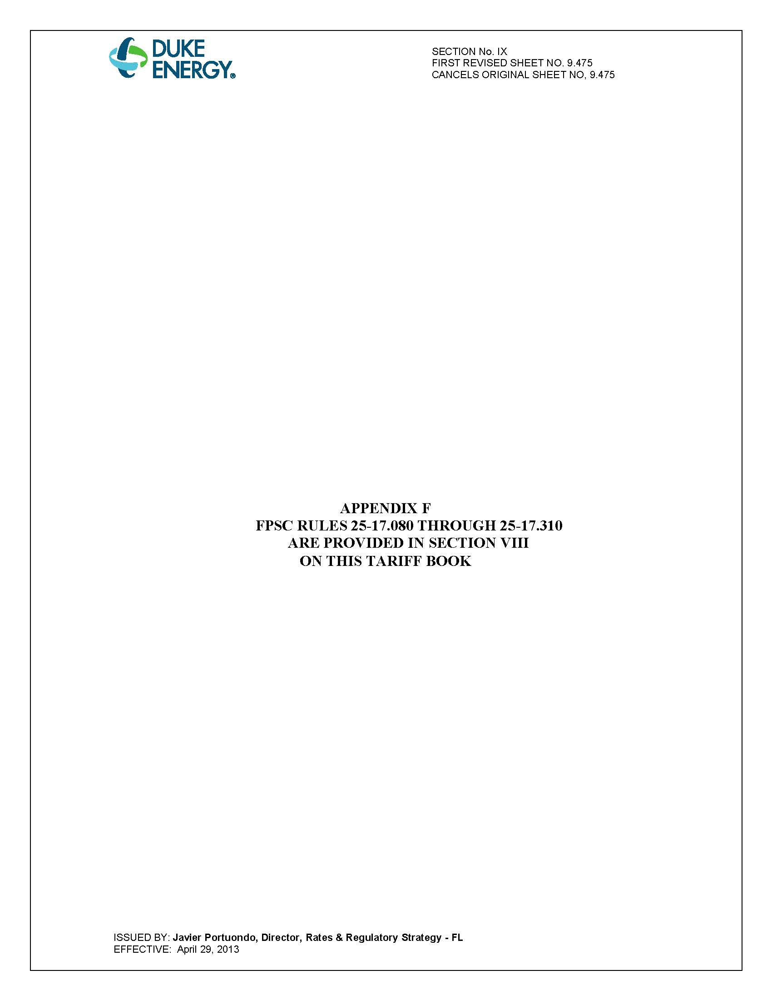 DUKE
ENERGY®
SECTION No. IX
FIRST REVISED SHEET NO. 9.475
CANCELS ORIGINAL SHEET NO, 9.475
APPENDIX F
FPSC RULES 25-17.080 THROUGH 25-17.310
ARE PROVIDED IN SECTION VIII
ON THIS TARIFF BOOK
ISSUED BY: Javier Portuondo, Director, Rates & Regulatory Strategy - FL
EFFECTIVE: April 29, 2013